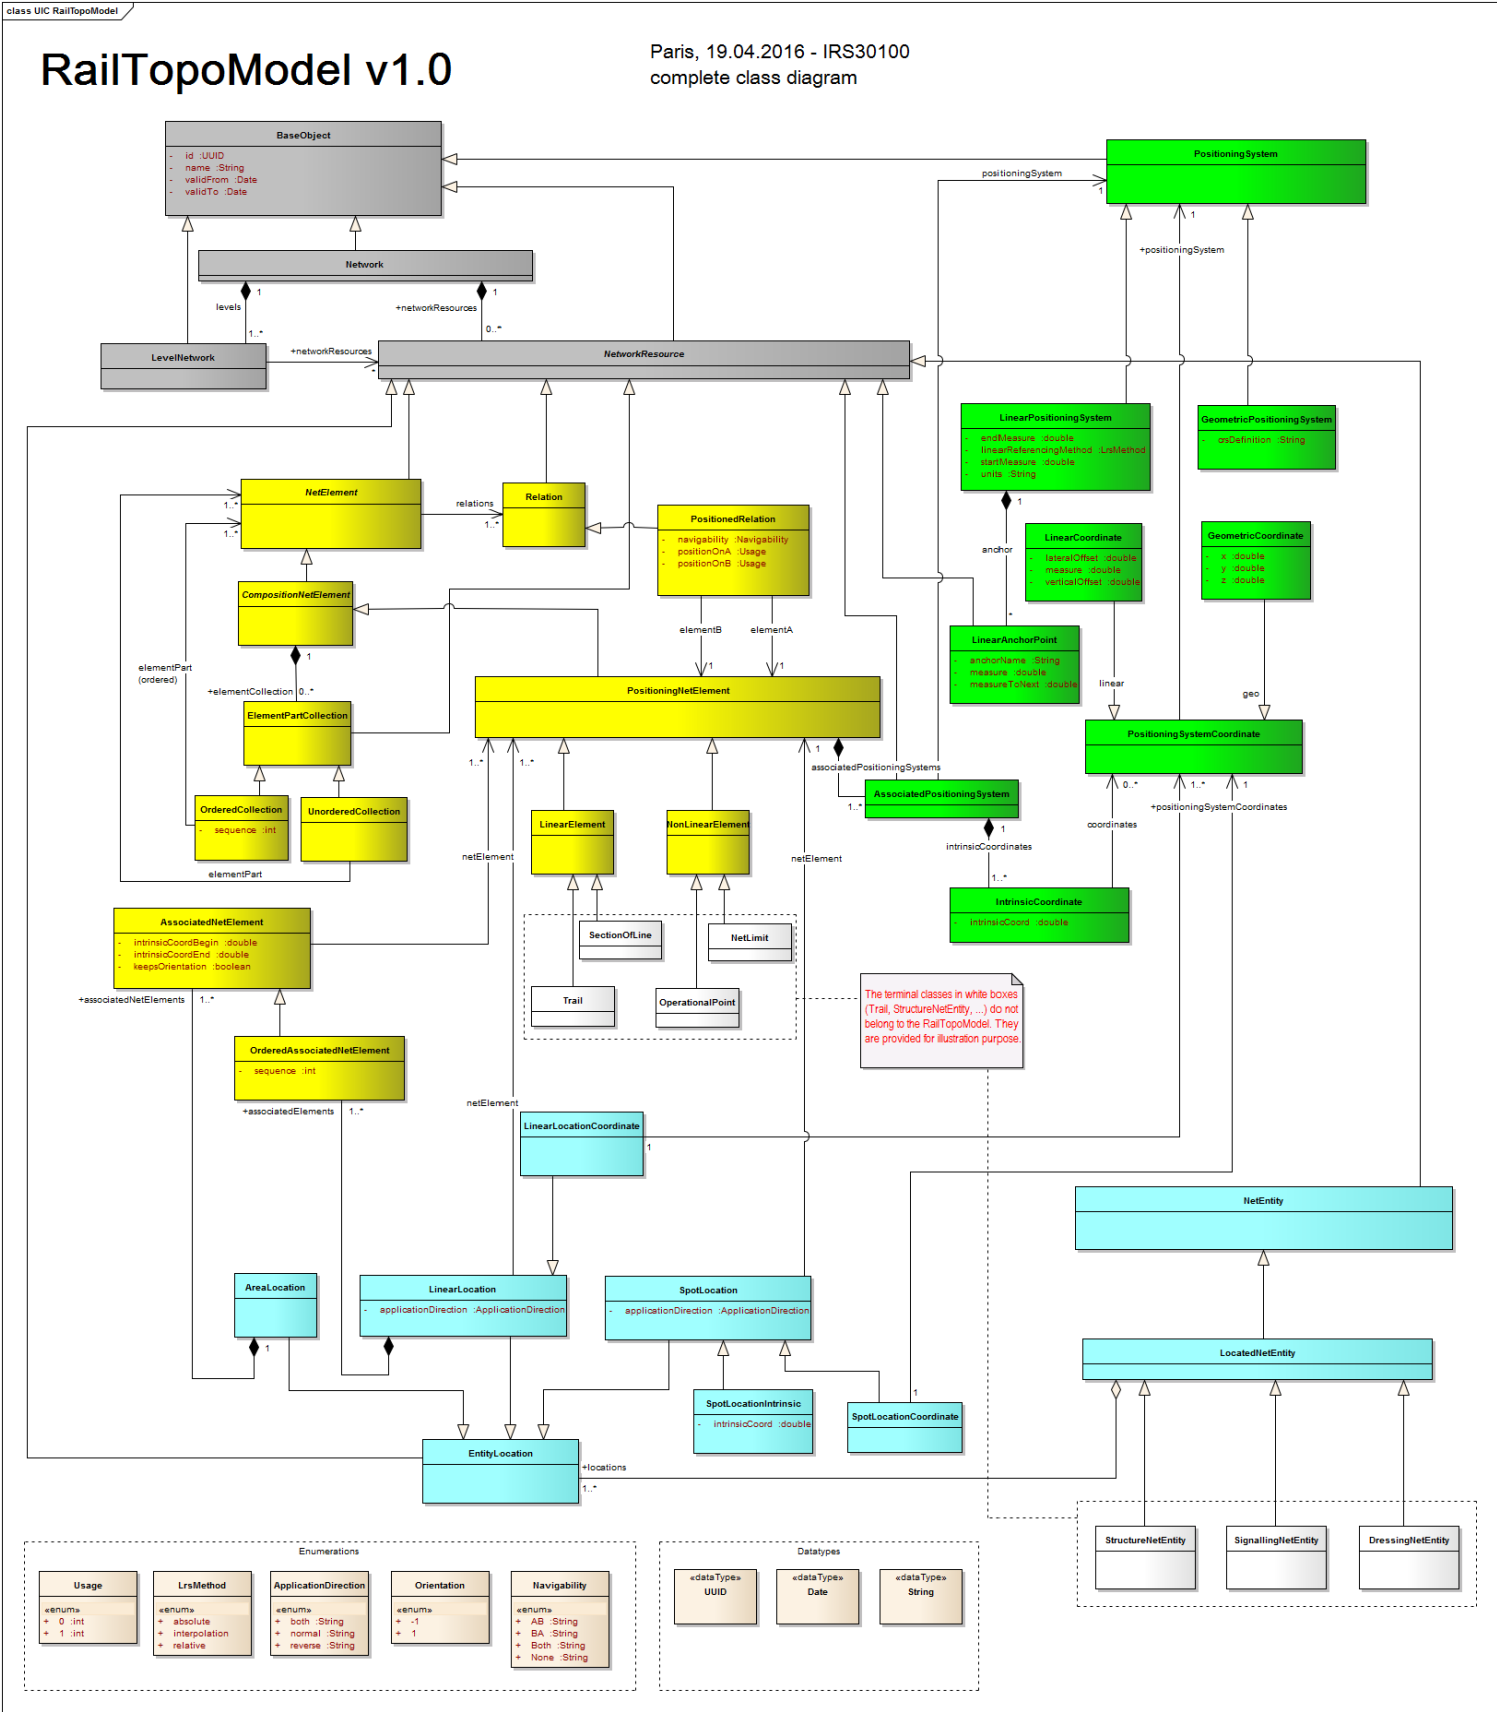 class UIC RailTopoModel
RailTopoModel v1.0
Paris, 19.04.2016 - IRS30100
complete class diagram
BaseObject
- id :UUID
- name :String
- validFrom :Date
- validTo :Date
PositioningSystem
positioningSystem
1
1
+positioningSystem
Network
1
levels
1..*
1
+networkResources
0..*
LevelNetwork
+networkResources
*
NetworkResource
LinearPositioningSystem
- endMeasure :double
- linearReferencingMethod :LrsMethod
- startMeasure :double
- units :String
GeometricPositioningSystem
- crsDefinition :String
NetElement
1..*
1..*
relations
1..*
Relation
PositionedRelation
- navigability :Navigability
- positionOnA :Usage
- positionOnB :Usage
1
anchor
*
LinearCoordinate
- lateralOffset :double
- measure :double
- verticalOffset :double
GeometricCoordinate
- x :double
- y :double
- z :double
CompositionNetElement
1
elementB
elementA
1
1
LinearAnchorPoint
- anchorName :String
- measure :double
- measureToNext :double
elementPart
(ordered)
+elementCollection
0..*
linear
geo
ElementPartCollection
PositioningNetElement
PositioningSystemCoordinate
1..*
1..*
1
associatedPositioningSystems
1..*
AssociatedPositioningSystem
0..*
1..*
1
+positioningSystemCoordinates
OrderedCollection
- sequence :int
UnorderedCollection
LinearElement
NonLinearElement
1
coordinates
intrinsicCoordinates
1..*
netElement
netElement
elementPart
IntrinsicCoordinate
- intrinsicCoord :double
AssociatedNetElement
- intrinsicCoordBegin :double
- intrinsicCoordEnd :double
- keepsOrientation :boolean
SectionOfLine
NetLimit
+associatedNetElements
1..*
Trail
OperationalPoint
The terminal classes in white boxes
(Trail, StructureNetEntity, ...) do not
belong to the RailTopoModel. They
are provided for illustration purpose.
OrderedAssociatedNetElement
- sequence :int
+associatedElements
1..*
netElement
LinearLocationCoordinate
1
NetEntity
AreaLocation
1
LinearLocation
- applicationDirection :ApplicationDirection
SpotLocation
- applicationDirection :ApplicationDirection
LocatedNetEntity
SpotLocationIntrinsic
- intrinsicCoord :double
1
SpotLocationCoordinate
EntityLocation
+locations
1..*
StructureNetEntity
SignallingNetEntity
DressingNetEntity
Enumerations
Usage
«enum»
+ 0 :int
+ 1 :int
LrsMethod
«enum»
+ absolute
+ interpolation
+ relative
ApplicationDirection
«enum»
+ both :String
+ normal :String
+ reverse :String
Orientation
«enum»
+ -1
+ 1
Navigability
«enum»
+ AB :String
+ BA :String
+ Both :String
+ None :String
Datatypes
«dataType»
UUID
«dataType»
Date
«dataType»
String